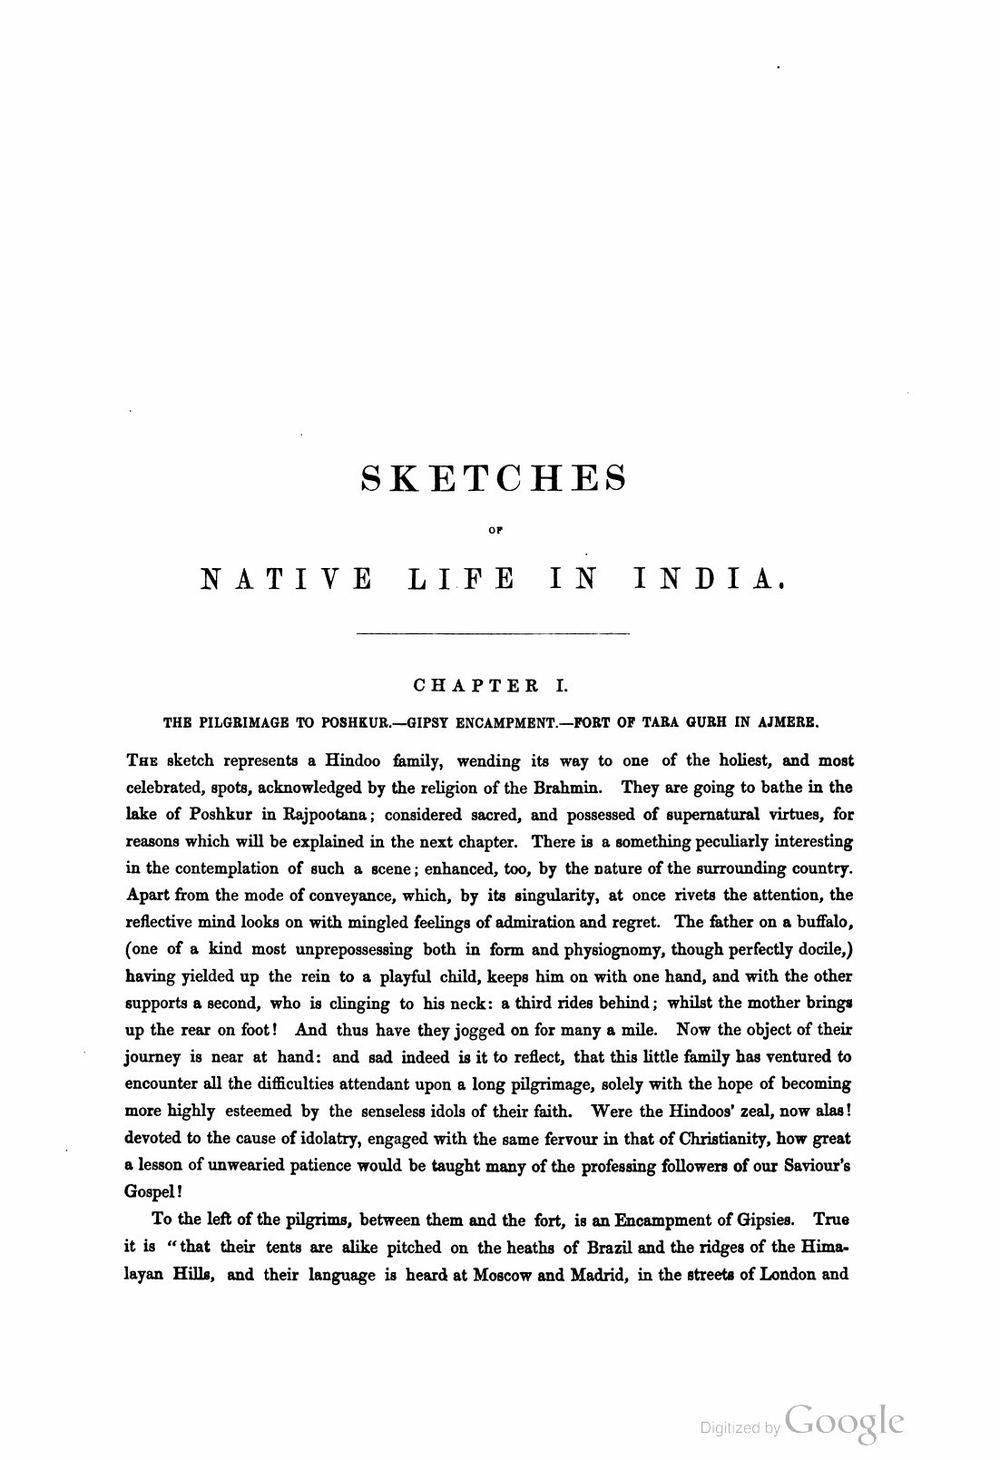 SKETCHES
OF
NATIVE LIFE IN INDIA.
CHAPTER I.
THE PILGRIMAGE TO POSHKUR.—GIPSY ENCAMPMENT.—FORT OF TARA GURH IN AJMERE.
THE sketch represents a Hindoo family, wending its way to one of the holiest, and most
celebrated, spots, acknowledged by the religion of the Brahmin. They are going to bathe in the
lake of Poshkur in Rajpootana; considered sacred, and possessed of supernatural virtues, for
reasons which will be explained in the next chapter. There is a something peculiarly interesting
in the contemplation of such a scene; enhanced, too, by the nature of the surrounding country.
Apart from the mode of conveyance, which, by its singularity, at once rivets the attention, the
reflective mind looks on with mingled feelings of admiration and regret. The father on a buffalo,
(one of a kind most unprepossessing both in form and physiognomy, though perfectly docile,)
having yielded up the rein to a playful child, keeps him on with one hand, and with the other
supports a second, who is clinging to his neck: a third rides behind; whilst the mother brings
up the rear on foot! And thus have they jogged on for many a mile. Now the object of their
journey is near at hand: and sad indeed is it to reflect, that this little family has ventured to
encounter all the difficulties attendant upon a long pilgrimage, solely with the hope of becoming
more highly esteemed by the senseless idols of their faith. Were the Hindoos' zeal, now alas!
devoted to the cause of idolatry, engaged with the same fervour in that of Christianity, how great
a lesson of unwearied patience would be taught many of the professing followers of our Saviour's
Gospel!
To the left of the pilgrims, between them and the fort, is an Encampment of Gipsies. True
it is “that their tents are alike pitched on the heaths of Brazil and the ridges of the Hima-
layan Hills, and their language is heard at Moscow and Madrid, in the streets of London and
Digitized by Google